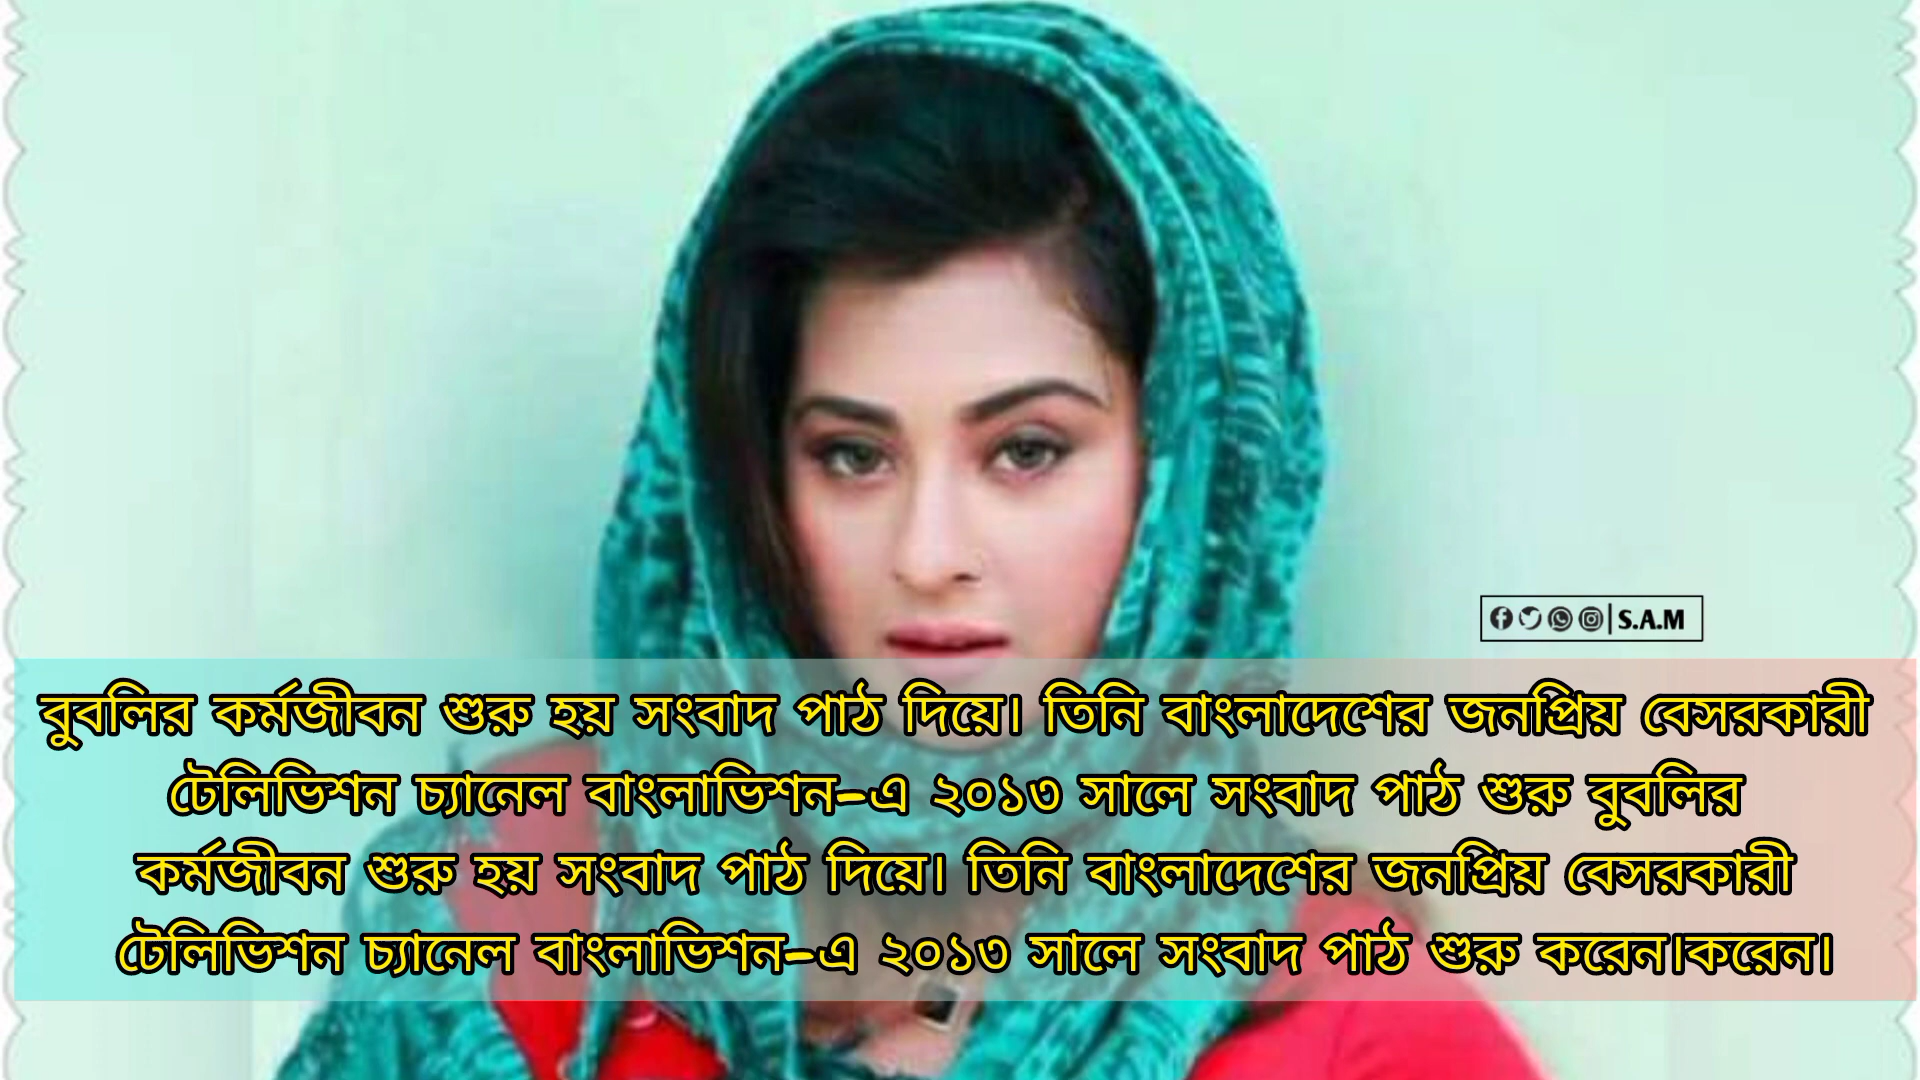 S.A.M
বুবলির কর্মজীবন শুরু হয় সংবাদ পাঠ দিয়ে। তিনি বাংলাদেশের জনপ্রিয় বেসরকারী
টেলিভিশন চ্যানেল বাংলাভিশন-এ ২০১৩ সালে সংবাদ পাঠ শুরু বুবলির
কর্মজীবন শুরু হয় সংবাদ পাঠ দিয়ে। তিনি বাংলাদেশের জনপ্রিয় বেসরকারী
টেলিভিশন চ্যানেল বাংলাভিশন-এ ২০১৩ সালে সংবাদ পাঠ শুরু করেন।করেন।